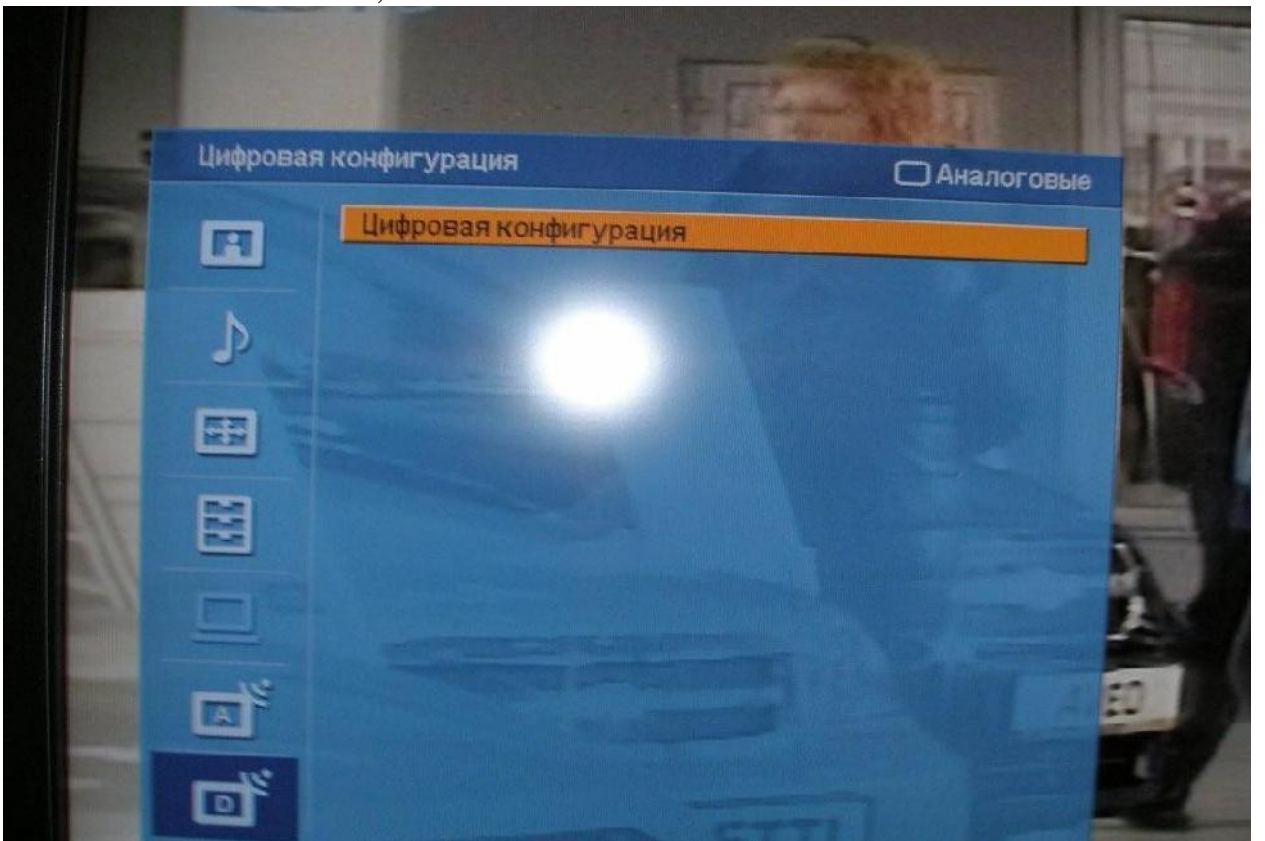 Цифровая конфигурация
Аналоговые
Цифровая конфигурация
A
D